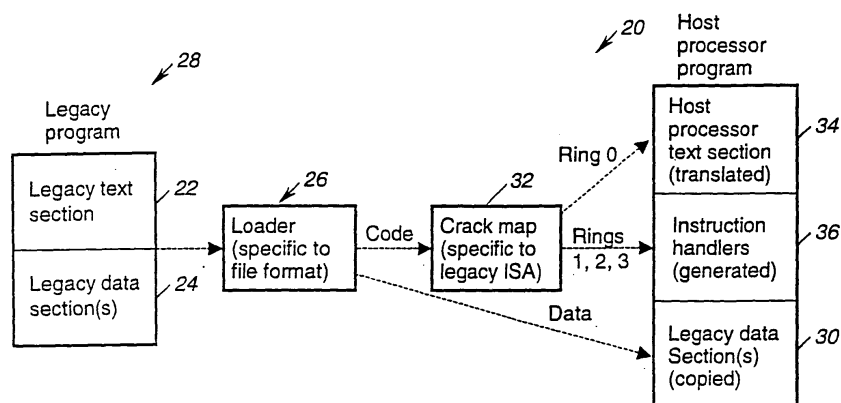 28
Legacy
program
Legacy text
section
22
Legacy data
section(s)
24
26
Loader
(specific to
file format)
Code
Data
32
Crack map
(specific to
legacy ISA)
Ring 0
Rings
1, 2, 3
20
Host
processor
program
Host
processor
text section
(translated)
34
Instruction
handlers
(generated)
36
Legacy data
Section(s)
(copied)
30